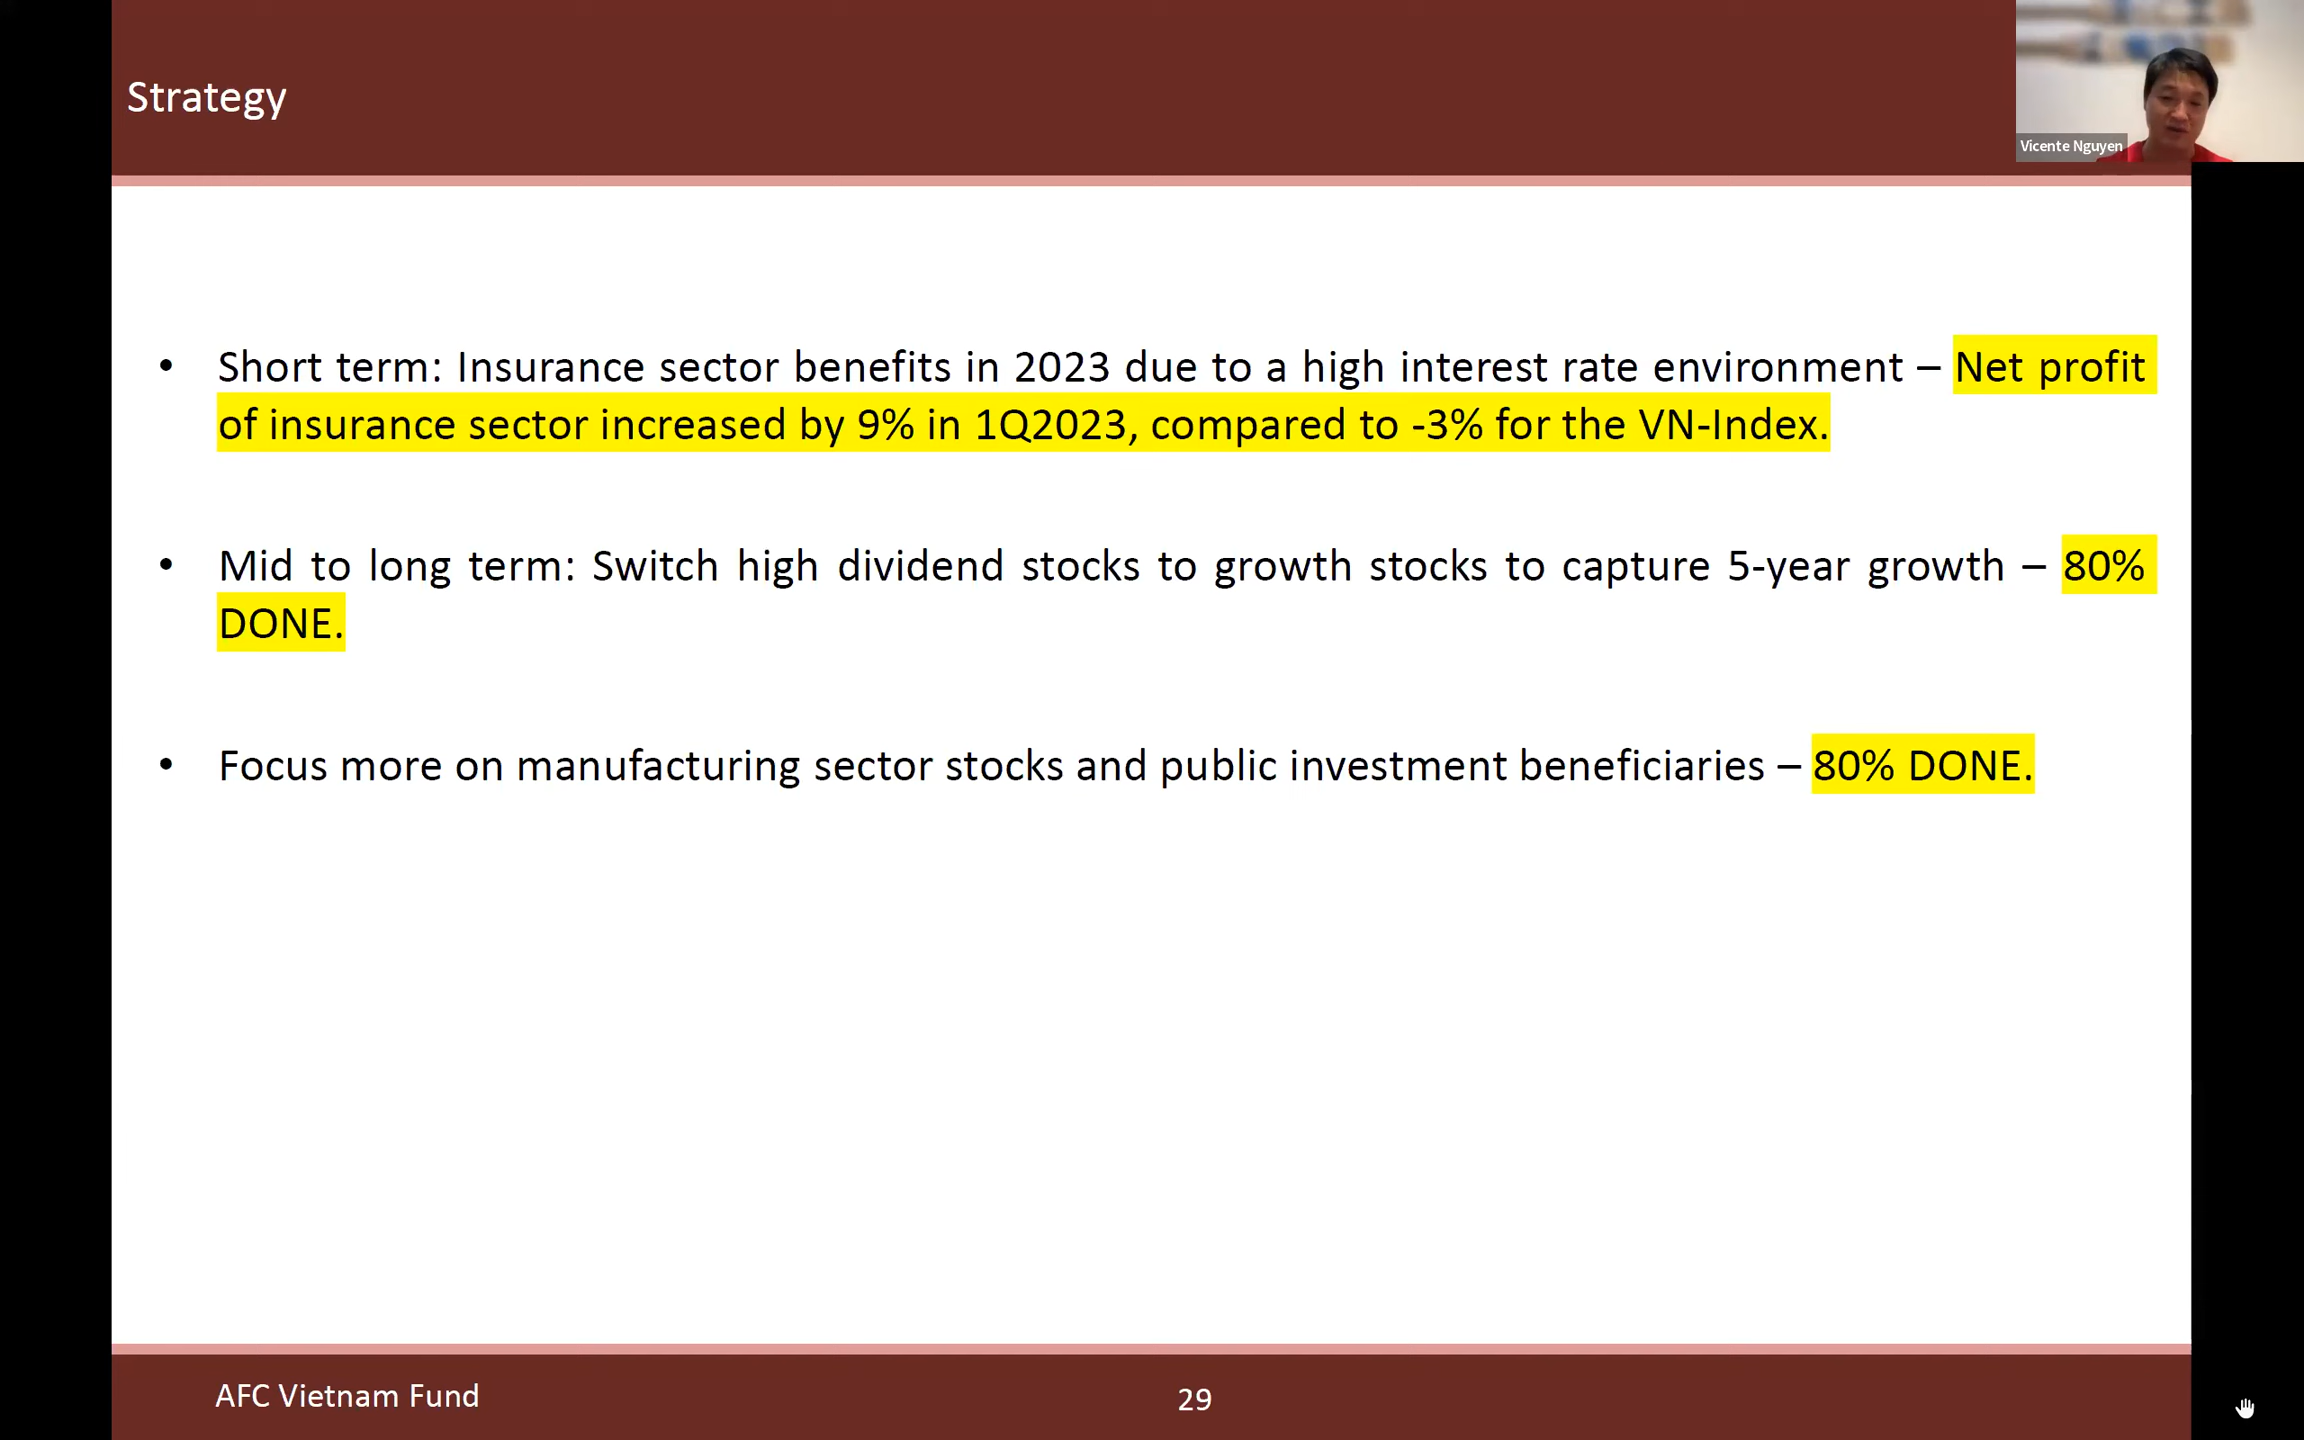 Strategy
Vicente Nguyen
• Short term: Insurance sector benefits in 2023 due to a high interest rate environment – Net profit
of insurance sector increased by 9% in 1Q2023, compared to -3% for the VN-Index.
• Mid to long term: Switch high dividend stocks to growth stocks to capture 5-year growth – 80%
DONE.
• Focus more on manufacturing sector stocks and public investment beneficiaries – 80% DONE.
AFC Vietnam Fund
29